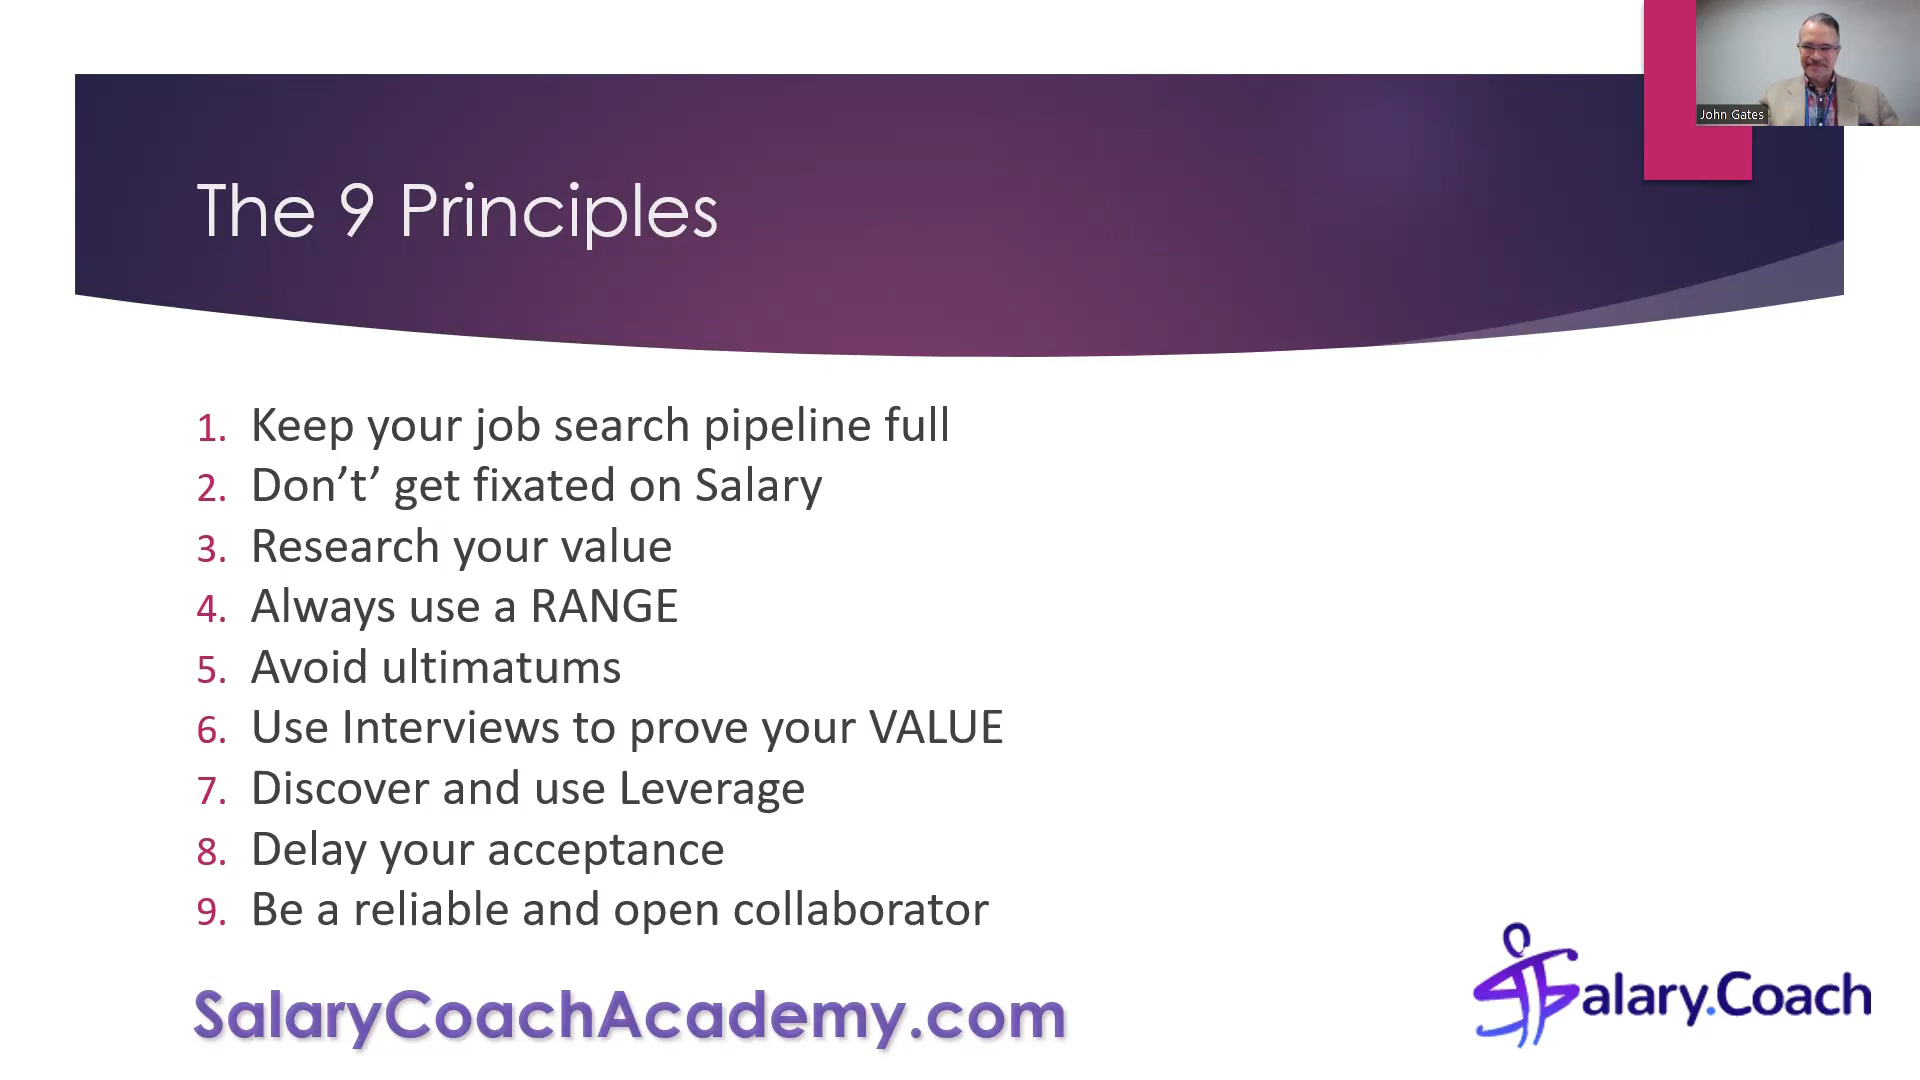 John Gates
The 9 Principles
1. Keep your job search pipeline full
2. Don’t’ get fixated on Salary
3. Research your value
4. Always use a RANGE
5. Avoid ultimatums
6. Use Interviews to prove your VALUE
7. Discover and use Leverage
8. Delay your acceptance
9. Be a reliable and open collaborator
SalaryCoachAcademy.com
Salary.Coach